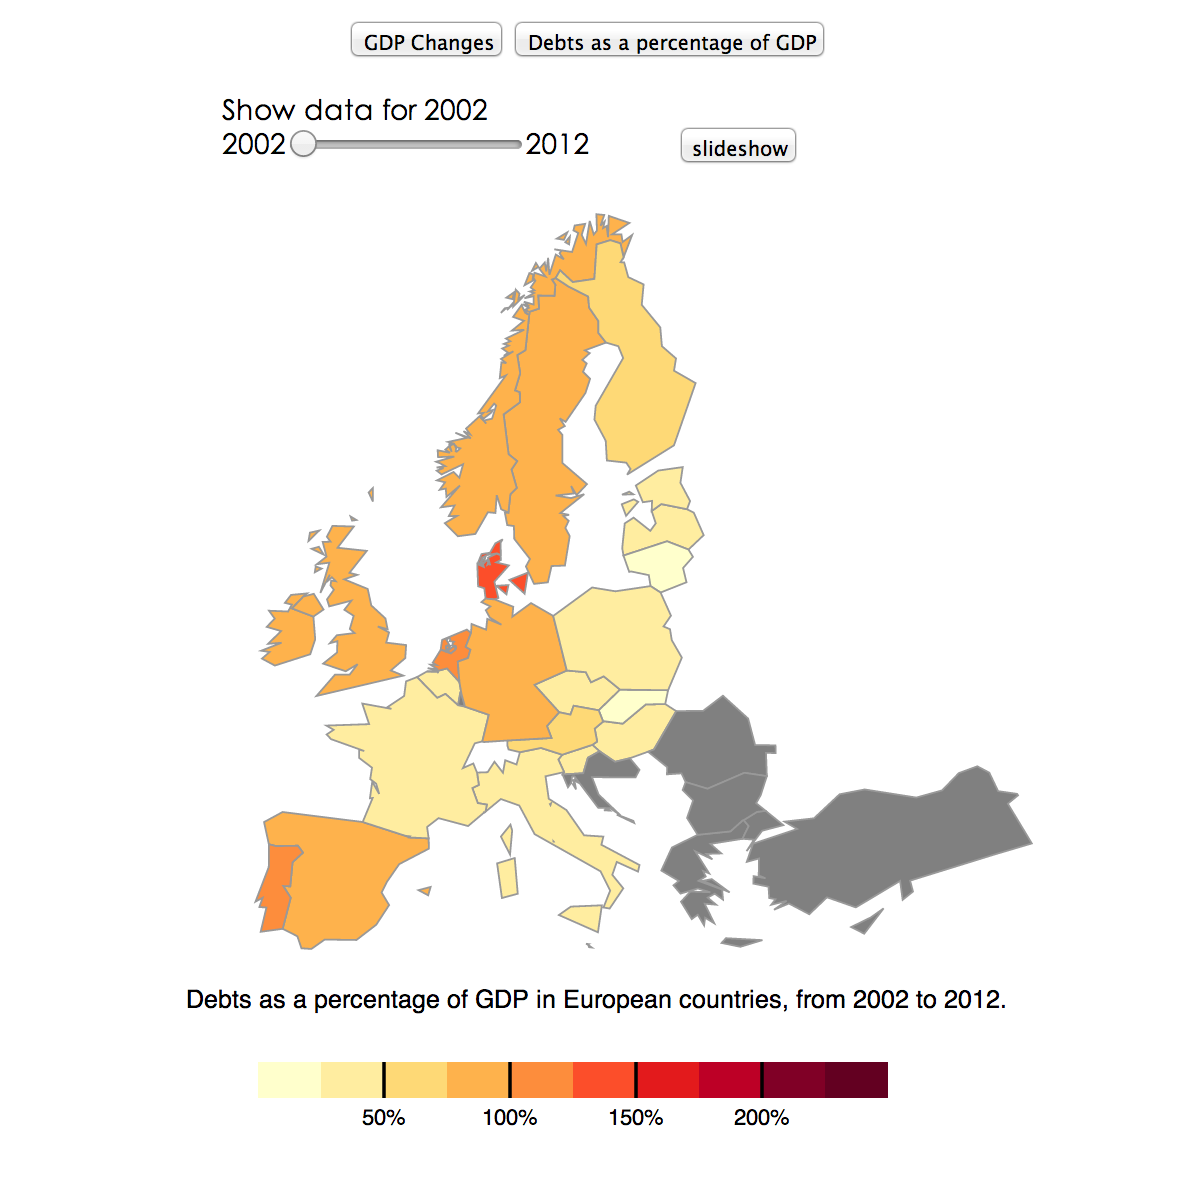 GDP Changes
Debts as a percentage of GDP
Show data for 2002
2002
2012
slideshow
Debts as a percentage of GDP in European countries, from 2002 to 2012.
50%
100%
150%
200%